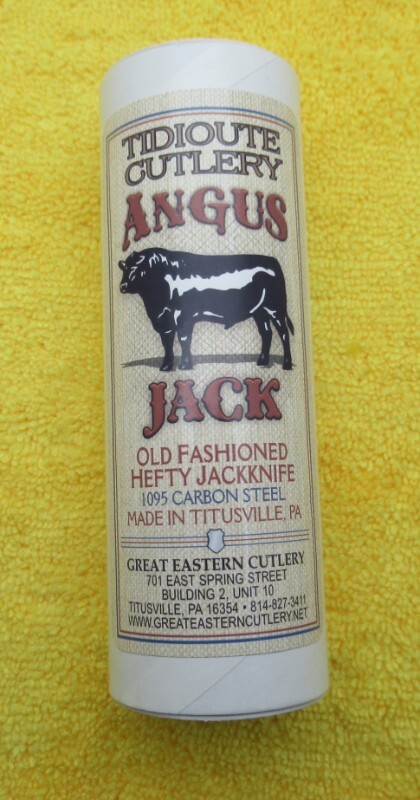 TIDIOUTE
CUTLERY
ANGUS
JACK
OLD FASHIONED
HEFTY JACKKNIFE
1095 CARBON STEEL
MADE IN TITUSVILLE, PA
GREAT EASTERN CUTLERY
701 EAST SPRING STREET
BUILDING 2, UNIT 10
TITUSVILLE, PA 16354 • 814-827-3411
WWW.GREATEASTERNCUTLERY.NET